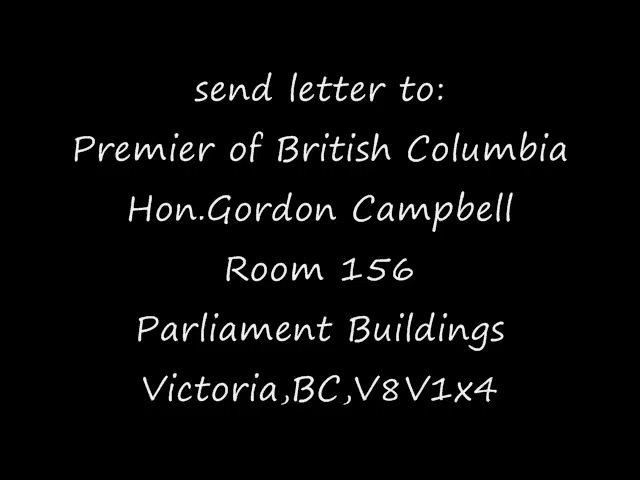 send letter to:
Premier of British Columbia
Hon.Gordon Campbell
Room 156
Parliament Buildings
Victoria,BC,V8V1x4